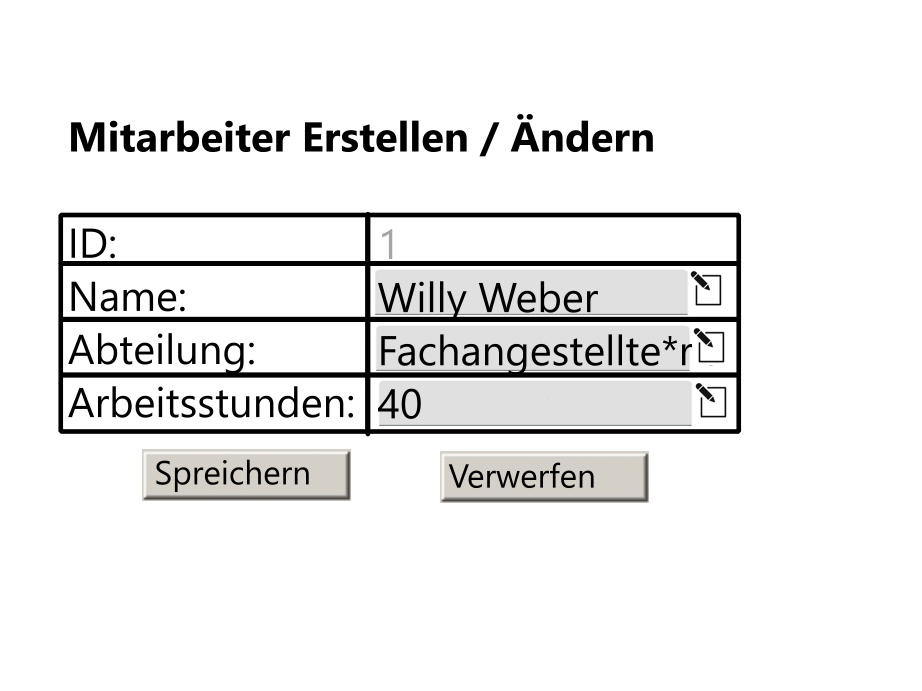 Mitarbeiter Erstellen / Ändern
ID: 1
Name: Willy Weber
Abteilung: Fachangestellte*r
Arbeitsstunden: 40
Spreichern Verwerfen